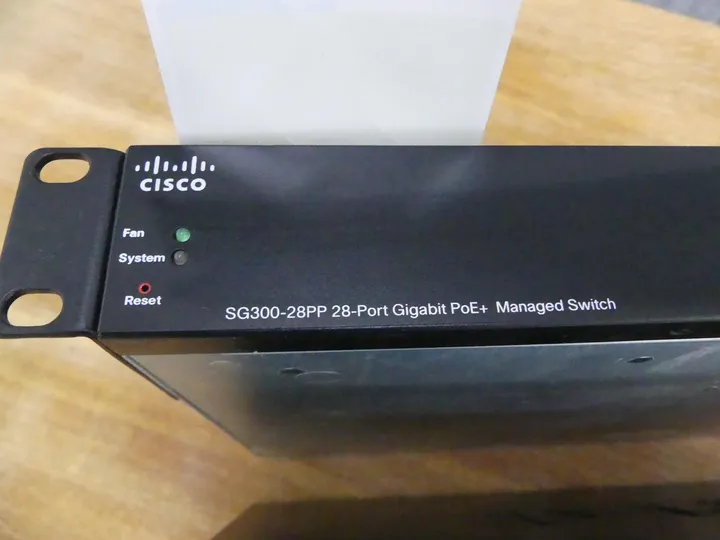 CISCO
Fan
System
Reset
SG300-28PP 28-Port Gigabit PoE+ Managed Switch